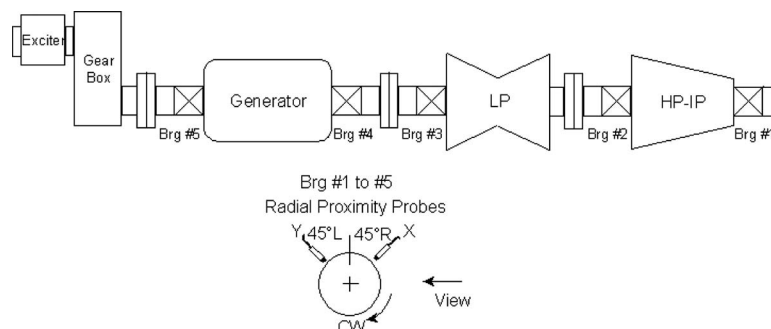 Exciter
Gear
Box
Generator
LP
HP-IP
Brg #5
Brg #4
Brg #3
Brg #2
Brg #1
Brg #1 to #5
Radial Proximity Probes
Y 45°L 45°R X
View
CW